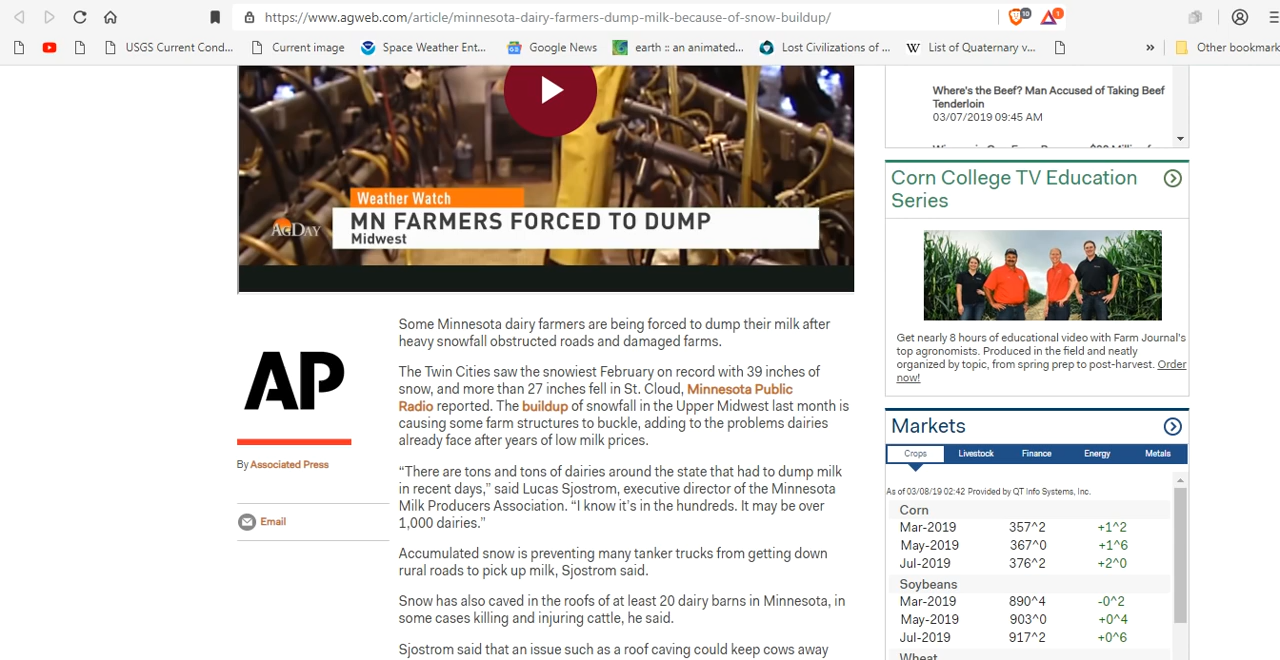 https://www.agweb.com/article/minnesota-dairy-farmers-dump-milk-because-of-snow-buildup/
10
1
USGS Current Cond...
Current image
Space Weather Ent...
Google News
earth :: an animated...
Lost Civilizations of ...
W
List of Quaternary v...
»
Other bookmark
Weather Watch
AGDAY
MN FARMERS FORCED TO DUMP
Midwest
AP
By Associated Press
Email
Some Minnesota dairy farmers are being forced to dump their milk after
heavy snowfall obstructed roads and damaged farms.
The Twin Cities saw the snowiest February on record with 39 inches of
snow, and more than 27 inches fell in St. Cloud, Minnesota Public
Radio reported. The buildup of snowfall in the Upper Midwest last month is
causing some farm structures to buckle, adding to the problems dairies
already face after years of low milk prices.
“There are tons and tons of dairies around the state that had to dump milk
in recent days,” said Lucas Sjostrom, executive director of the Minnesota
Milk Producers Association. “I know it’s in the hundreds. It may be over
1,000 dairies.”
Accumulated snow is preventing many tanker trucks from getting down
rural roads to pick up milk, Sjostrom said.
Snow has also caved in the roofs of at least 20 dairy barns in Minnesota, in
some cases killing and injuring cattle, he said.
Sjostrom said that an issue such as a roof caving could keep cows away
Where's the Beef? Man Accused of Taking Beef
Tenderloin
03/07/2019 09:45 AM
Corn College TV Education
Series
Get nearly 8 hours of educational video with Farm Journal's
top agronomists. Produced in the field and neatly
organized by topic, from spring prep to post-harvest. Order
now!
Markets
Crops Livestock Finance Energy Metals
As of 03/08/19 02:42 Provided by QT Info Systems, Inc.
Corn
Mar-2019 357^2 +1^2
May-2019 367^0 +1^6
Jul-2019 376^2 +2^0
Soybeans
Mar-2019 890^4 -0^2
May-2019 903^0 +0^4
Jul-2019 917^2 +0^6
Wheat